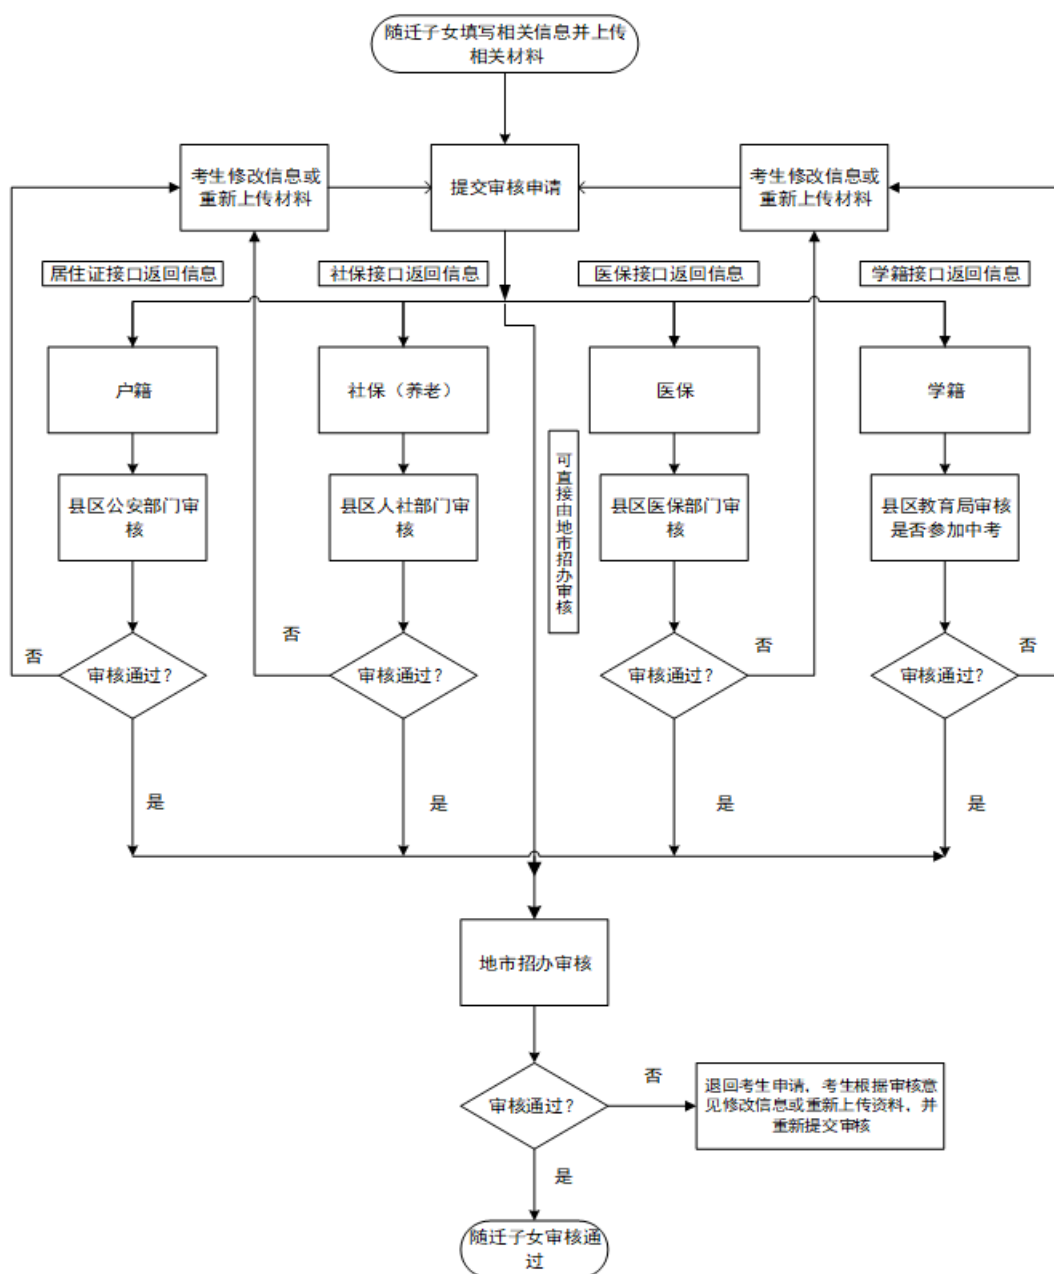 随迁子女填写相关信息并上传
相关材料
考生修改信息或
重新上传材料
提交审核申请
考生修改信息或
重新上传材料
居住证接口返回信息
社保接口返回信息
医保接口返回信息
学籍接口返回信息
户籍
社保（养老）
医保
学籍
可直接由地市招办审核
县区公安部门审
核
县区人社部门审
核
县区医保部门审
核
县区教育局审核
是否参加中考
否
审核通过？
否
审核通过？
审核通过？
否
审核通过？
否
是
是
是
是
地市招办审核
审核通过？
否
退回考生申请，考生根据审核意
见修改信息或重新上传资料，并
重新提交审核
是
随迁子女审核通
过